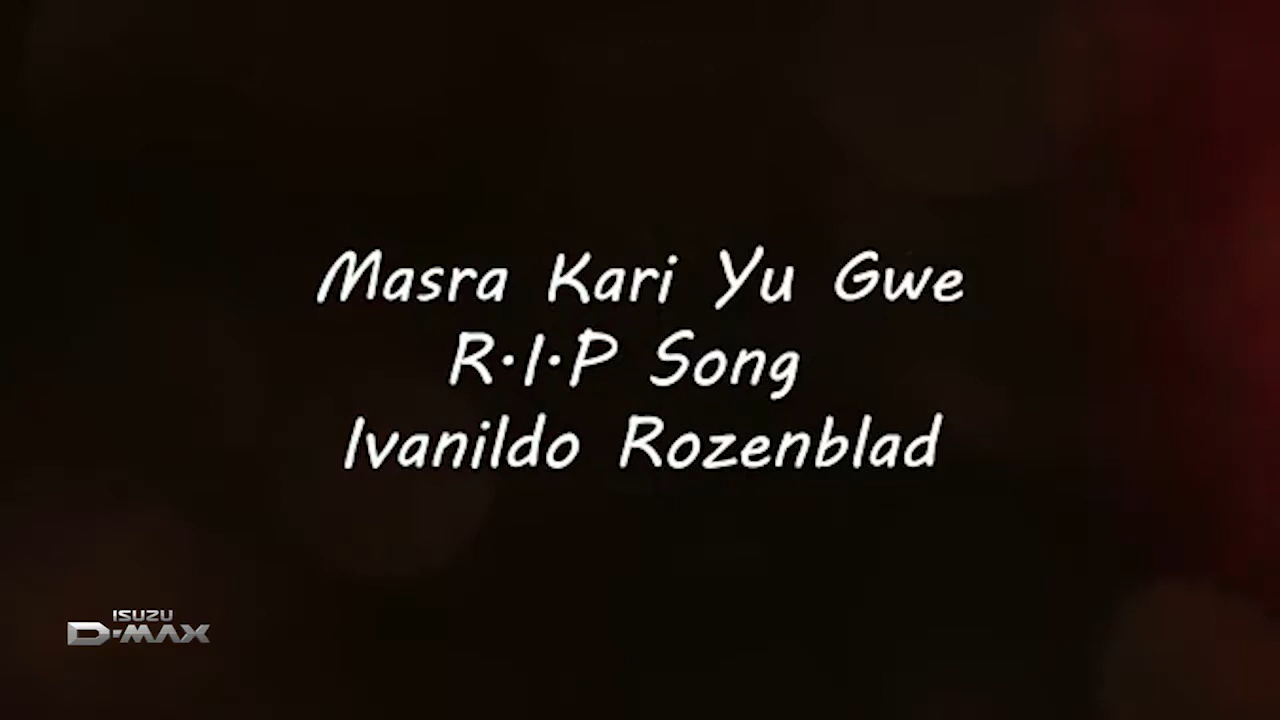 Masra Kari Yu Gwe
R.I.P Song
Ivanildo Rozenblad
ISUZU
D-MAX